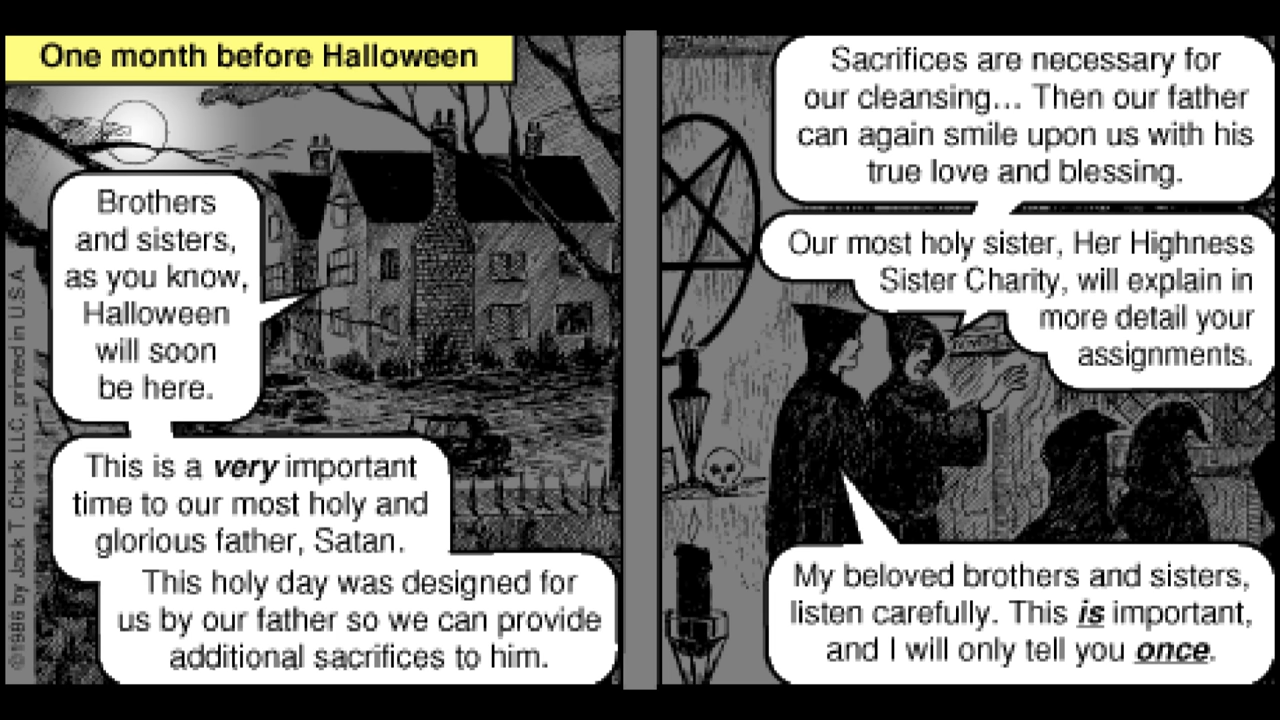 One month before Halloween
Brothers
and sisters,
as you know,
Halloween
will soon
be here.
This is a very important
time to our most holy and
glorious father, Satan.
This holy day was designed for
us by our father so we can provide
additional sacrifices to him.
©1986 by Jack T. Chick LLC, printed in U.S.A.
Sacrifices are necessary for
our cleansing... Then our father
can again smile upon us with his
true love and blessing.
Our most holy sister, Her Highness
Sister Charity, will explain in
more detail your
assignments.
My beloved brothers and sisters,
listen carefully. This is important,
and I will only tell you once.